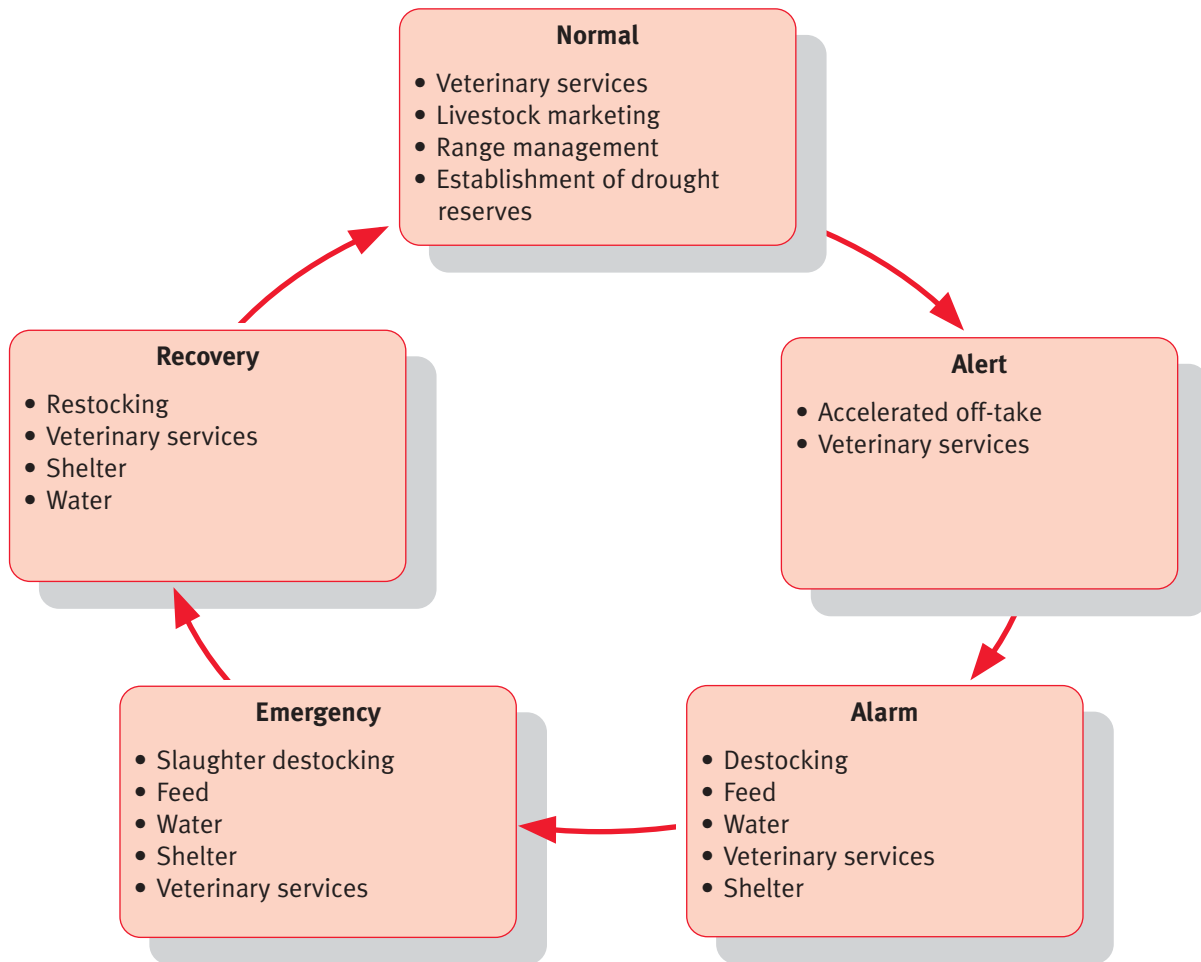 Normal
• Veterinary services
• Livestock marketing
• Range management
• Establishment of drought
reserves
Alert
• Accelerated off-take
• Veterinary services
Alarm
• Destocking
• Feed
• Water
• Veterinary services
• Shelter
Emergency
• Slaughter destocking
• Feed
• Water
• Shelter
• Veterinary services
Recovery
• Restocking
• Veterinary services
• Shelter
• Water